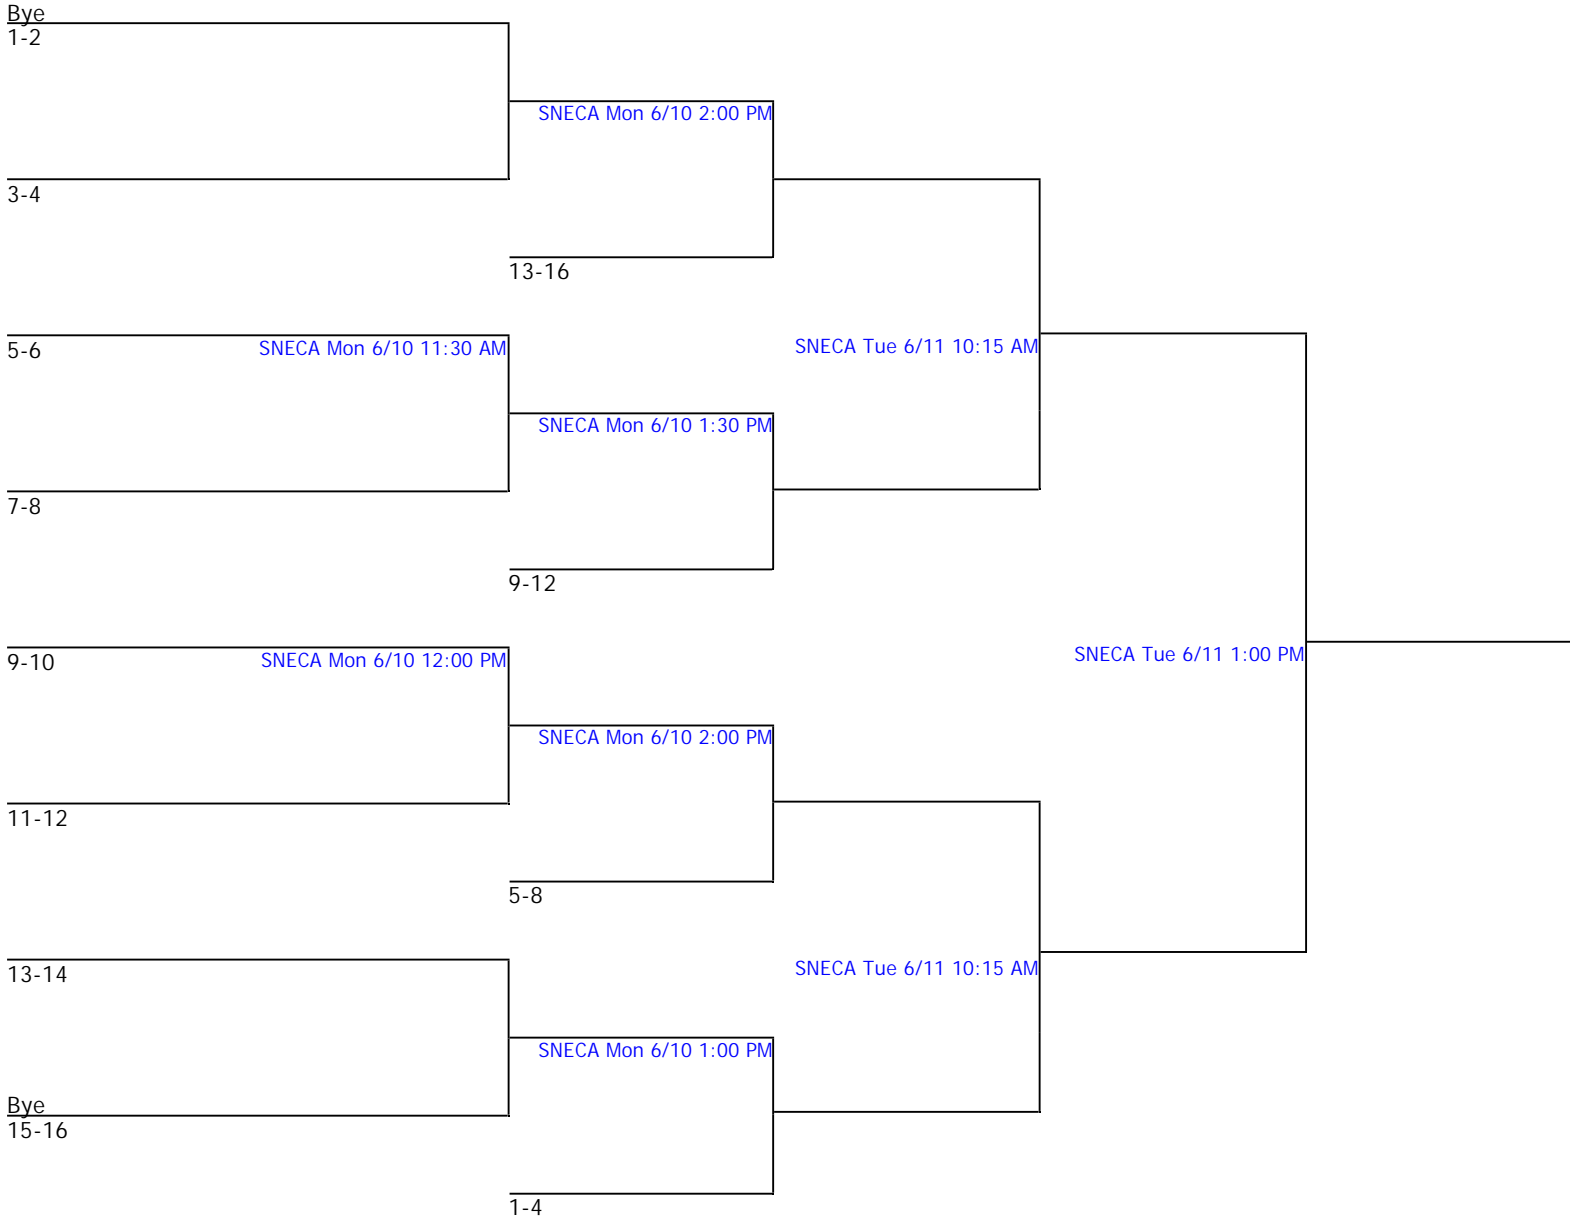 Bye
1-2
SNECA Mon 6/10 2:00 PM
3-4
13-16
5-6
SNECA Mon 6/10 11:30 AM
SNECA Tue 6/11 10:15 AM
SNECA Mon 6/10 1:30 PM
7-8
9-12
9-10
SNECA Mon 6/10 12:00 PM
SNECA Tue 6/11 1:00 PM
SNECA Mon 6/10 2:00 PM
11-12
5-8
13-14
SNECA Tue 6/11 10:15 AM
SNECA Mon 6/10 1:00 PM
Bye
15-16
1-4